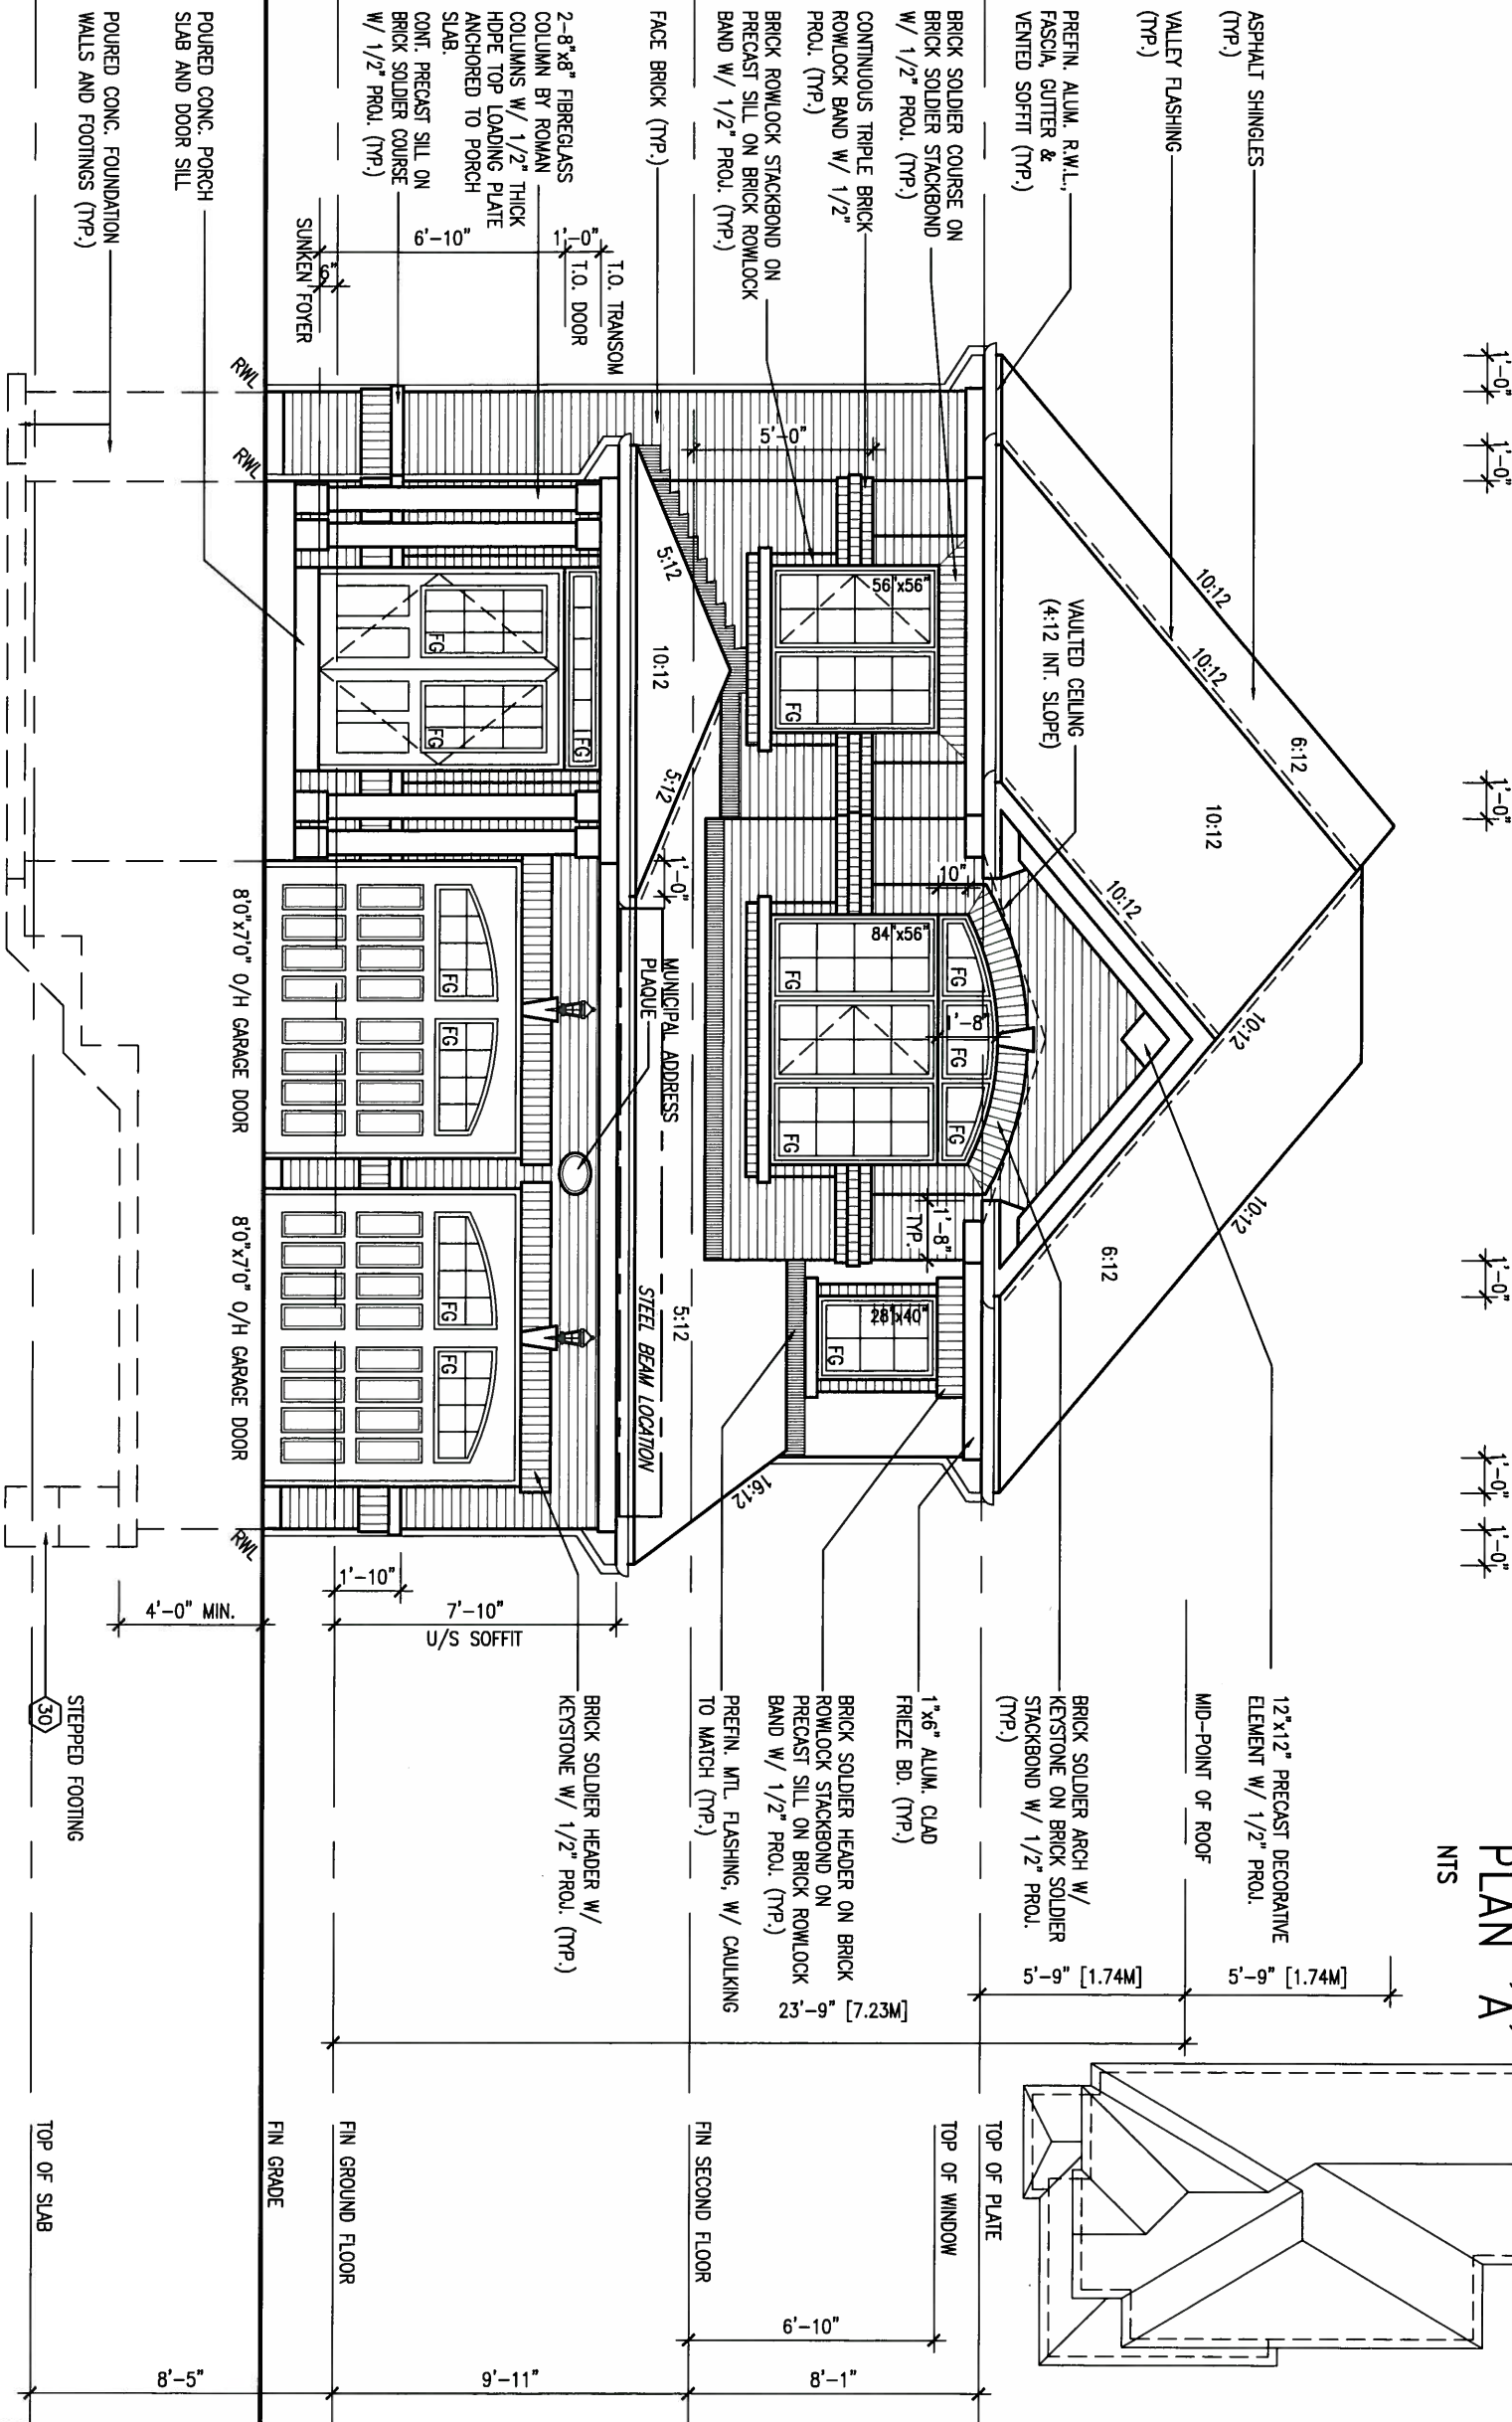 PLAN 'A'
NTS
ASPHALT SHINGLES
(TYP.)
VALLEY FLASHING
(TYP.)
PREFIN. ALUM. R.W.L.,
FASCIA, GUTTER &
VENTED SOFFIT (TYP.)
BRICK SOLDIER COURSE ON
BRICK SOLDIER STACKBOND
W/ 1/2" PROJ. (TYP.)
CONTINUOUS TRIPLE BRICK
ROWLOCK BAND W/ 1/2"
PROJ. (TYP.)
BRICK ROWLOCK STACKBOND ON
PRECAST SILL ON BRICK ROWLOCK
BAND W/ 1/2" PROJ. (TYP.)
FACE BRICK (TYP.)
2-8"x8" FIBREGLASS
COLUMN BY ROMAN
COLUMNS W/ 1/2" THICK
HDPE TOP LOADING PLATE
ANCHORED TO PORCH
SLAB.
CONT. PRECAST SILL ON
BRICK SOLDIER COURSE
W/ 1/2" PROJ. (TYP.)
POURED CONC. PORCH
SLAB AND DOOR SILL
POURED CONC. FOUNDATION
WALLS AND FOOTINGS (TYP.)
1'-0"
1'-0"
1'-0"
1'-0"
1'-0"
1'-0"
10:12
10:12
6:12
10:12
10:12
10:12
10:12
6:12
VAULTED CEILING
(4:12 INT. SLOPE)
5'-0"
56"x56"
FG
10"
84"x56"
FG
FG
FG
1'-8"
FG
FG
1'-8"
TYP.
28"x40"
FG
5:12
10:12
5:12
1'-0"
MUNICIPAL ADDRESS
PLAQUE
STEEL BEAM LOCATION
5:12
16:12
T.O. TRANSOM
1'-0"
T.O. DOOR
6'-10"
6"
SUNKEN FOYER
FG
FG
FG
FG
FG
FG
FG
RWL
RWL
RWL
8'0"x7'0" O/H GARAGE DOOR
8'0"x7'0" O/H GARAGE DOOR
1'-10"
7'-10"
U/S SOFFIT
4'-0" MIN.
12"x12" PRECAST DECORATIVE
ELEMENT W/ 1/2" PROJ.
MID-POINT OF ROOF
BRICK SOLDIER ARCH W/
KEYSTONE ON BRICK SOLDIER
STACKBOND W/ 1/2" PROJ.
(TYP.)
1"x6" ALUM. CLAD
FRIEZE BD. (TYP.)
BRICK SOLDIER HEADER ON BRICK
ROWLOCK STACKBOND ON
PRECAST SILL ON BRICK ROWLOCK
BAND W/ 1/2" PROJ. (TYP.)
PREFIN. MTL. FLASHING, W/ CAULKING
TO MATCH (TYP.)
BRICK SOLDIER HEADER W/
KEYSTONE W/ 1/2" PROJ. (TYP.)
STEPPED FOOTING
30
5'-9" [1.74M]
5'-9" [1.74M]
23'-9" [7.23M]
TOP OF PLATE
TOP OF WINDOW
FIN SECOND FLOOR
FIN GROUND FLOOR
FIN GRADE
TOP OF SLAB
6'-10"
8'-1"
9'-11"
8'-5"